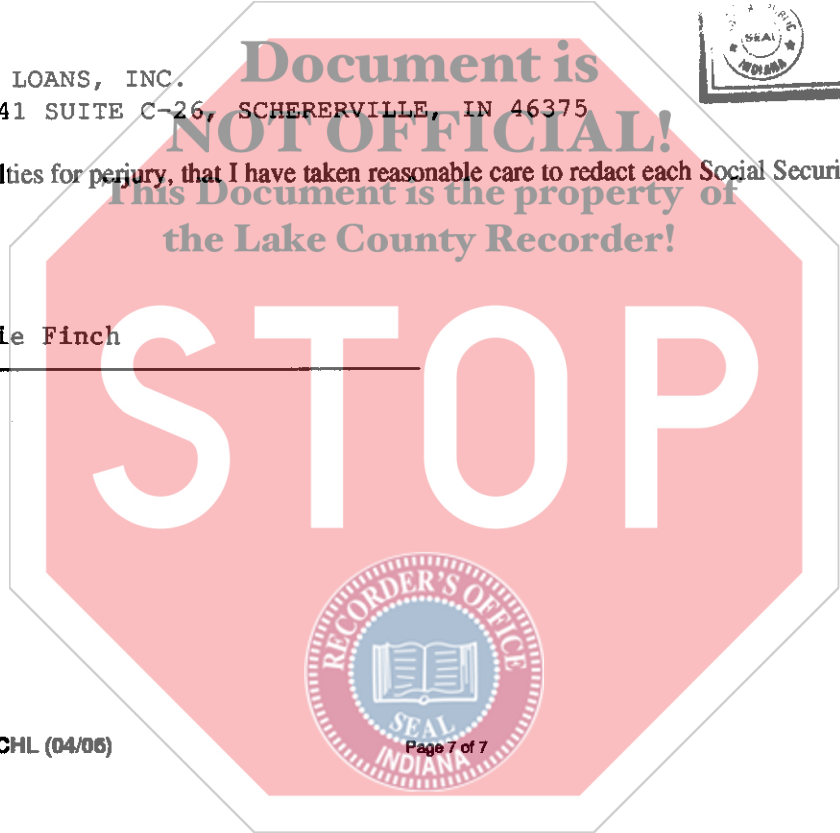 SEAL
INDIANA
LOANS, INC.
Document is
41 SUITE C-26, SCHERERVILLE, IN 46375
NOT OFFICIAL!
lties for perjury, that I have taken reasonable care to redact each Social Securi
This Document is the property of
the Lake County Recorder!
ie Finch
STOP
RECORDER'S OFFICE
SEAL
INDIANA
CHL (04/06)
Page 7 of 7